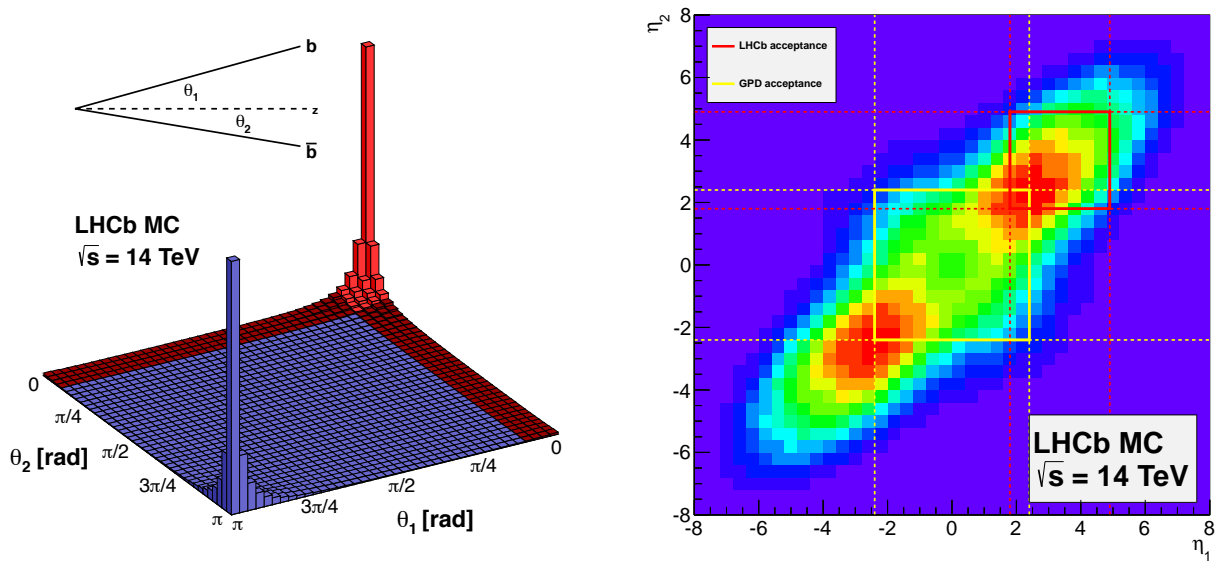 b
θ1
z
θ2
b̄
LHCb MC
√s = 14 TeV
0
π/4
π/2
3π/4
π
θ2 [rad]
π
3π/4
π/2
π/4
0
θ1 [rad]
η2
8
6
4
2
0
-2
-4
-6
-8
LHCb acceptance
GPD acceptance
LHCb MC
√s = 14 TeV
-8 -6 -4 -2 0 2 4 6 8
η1